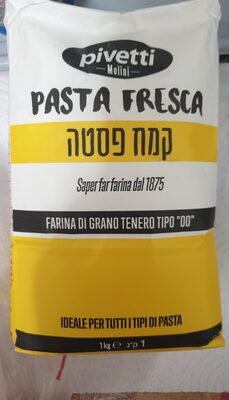 pivetti
Molini
PASTA FRESCA
קמח פסטה
Saper far farina dal 1875
FARINA DI GRANO TENERO TIPO "00"
IDEALE PER TUTTI I TIPI DI PASTA
1kg ℮ 1 ק"ג